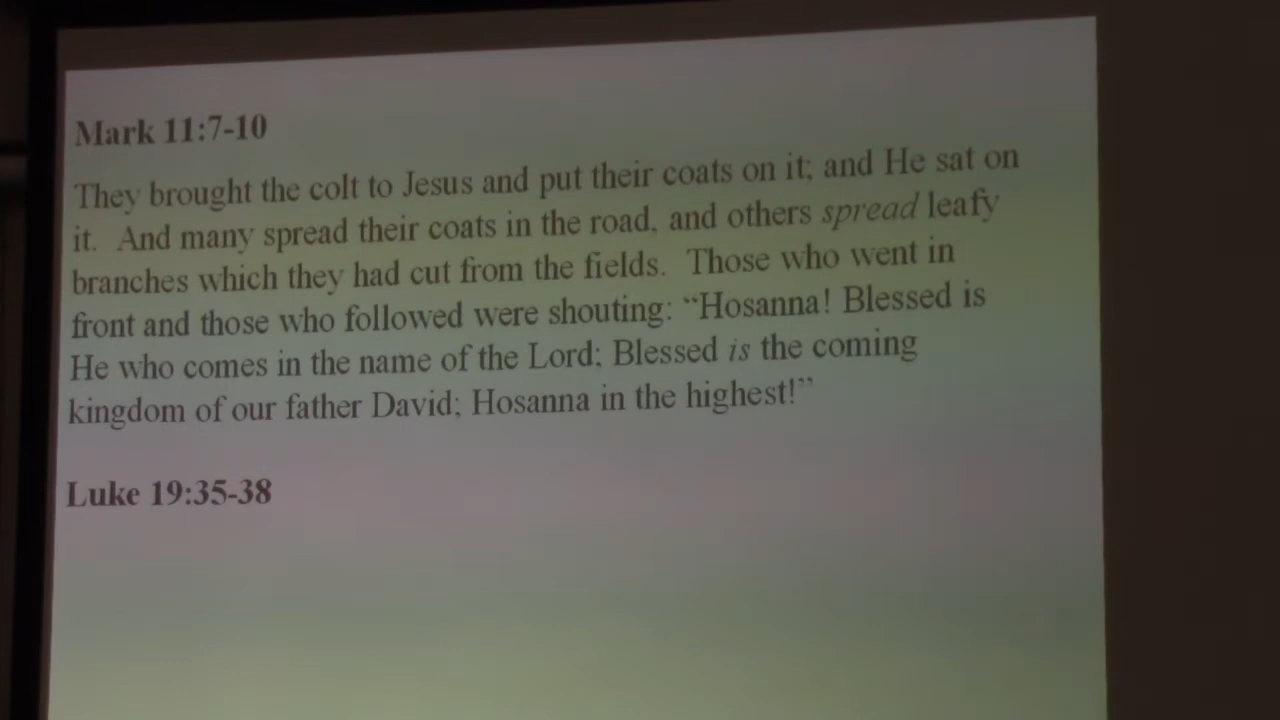 Mark 11:7-10
They brought the colt to Jesus and put their coats on it; and He sat on
it. And many spread their coats in the road, and others spread leafy
branches which they had cut from the fields. Those who went in
front and those who followed were shouting: “Hosanna! Blessed is
He who comes in the name of the Lord; Blessed is the coming
kingdom of our father David; Hosanna in the highest!”
Luke 19:35-38